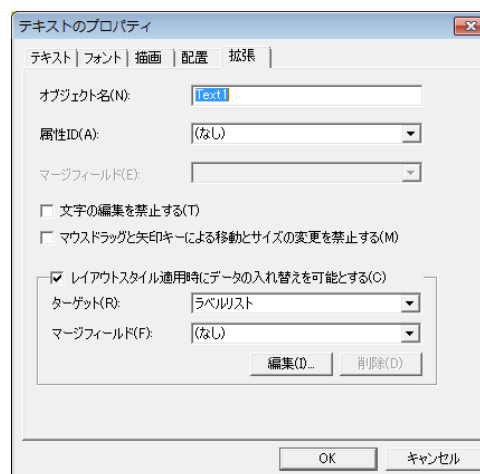 テキストのプロパティ
テキスト フォント 描画 配置 拡張
オブジェクト名(N): Text1
属性ID(A): (なし)
マージフィールド(E):
文字の編集を禁止する(T)
マウスドラッグと矢印キーによる移動とサイズの変更を禁止する(M)
レイアウトスタイル適用時にデータの入れ替えを可能とする(C)
ターゲット(R): ラベルリスト
マージフィールド(F): (なし)
編集(I)... 削除(D)
OK キャンセル